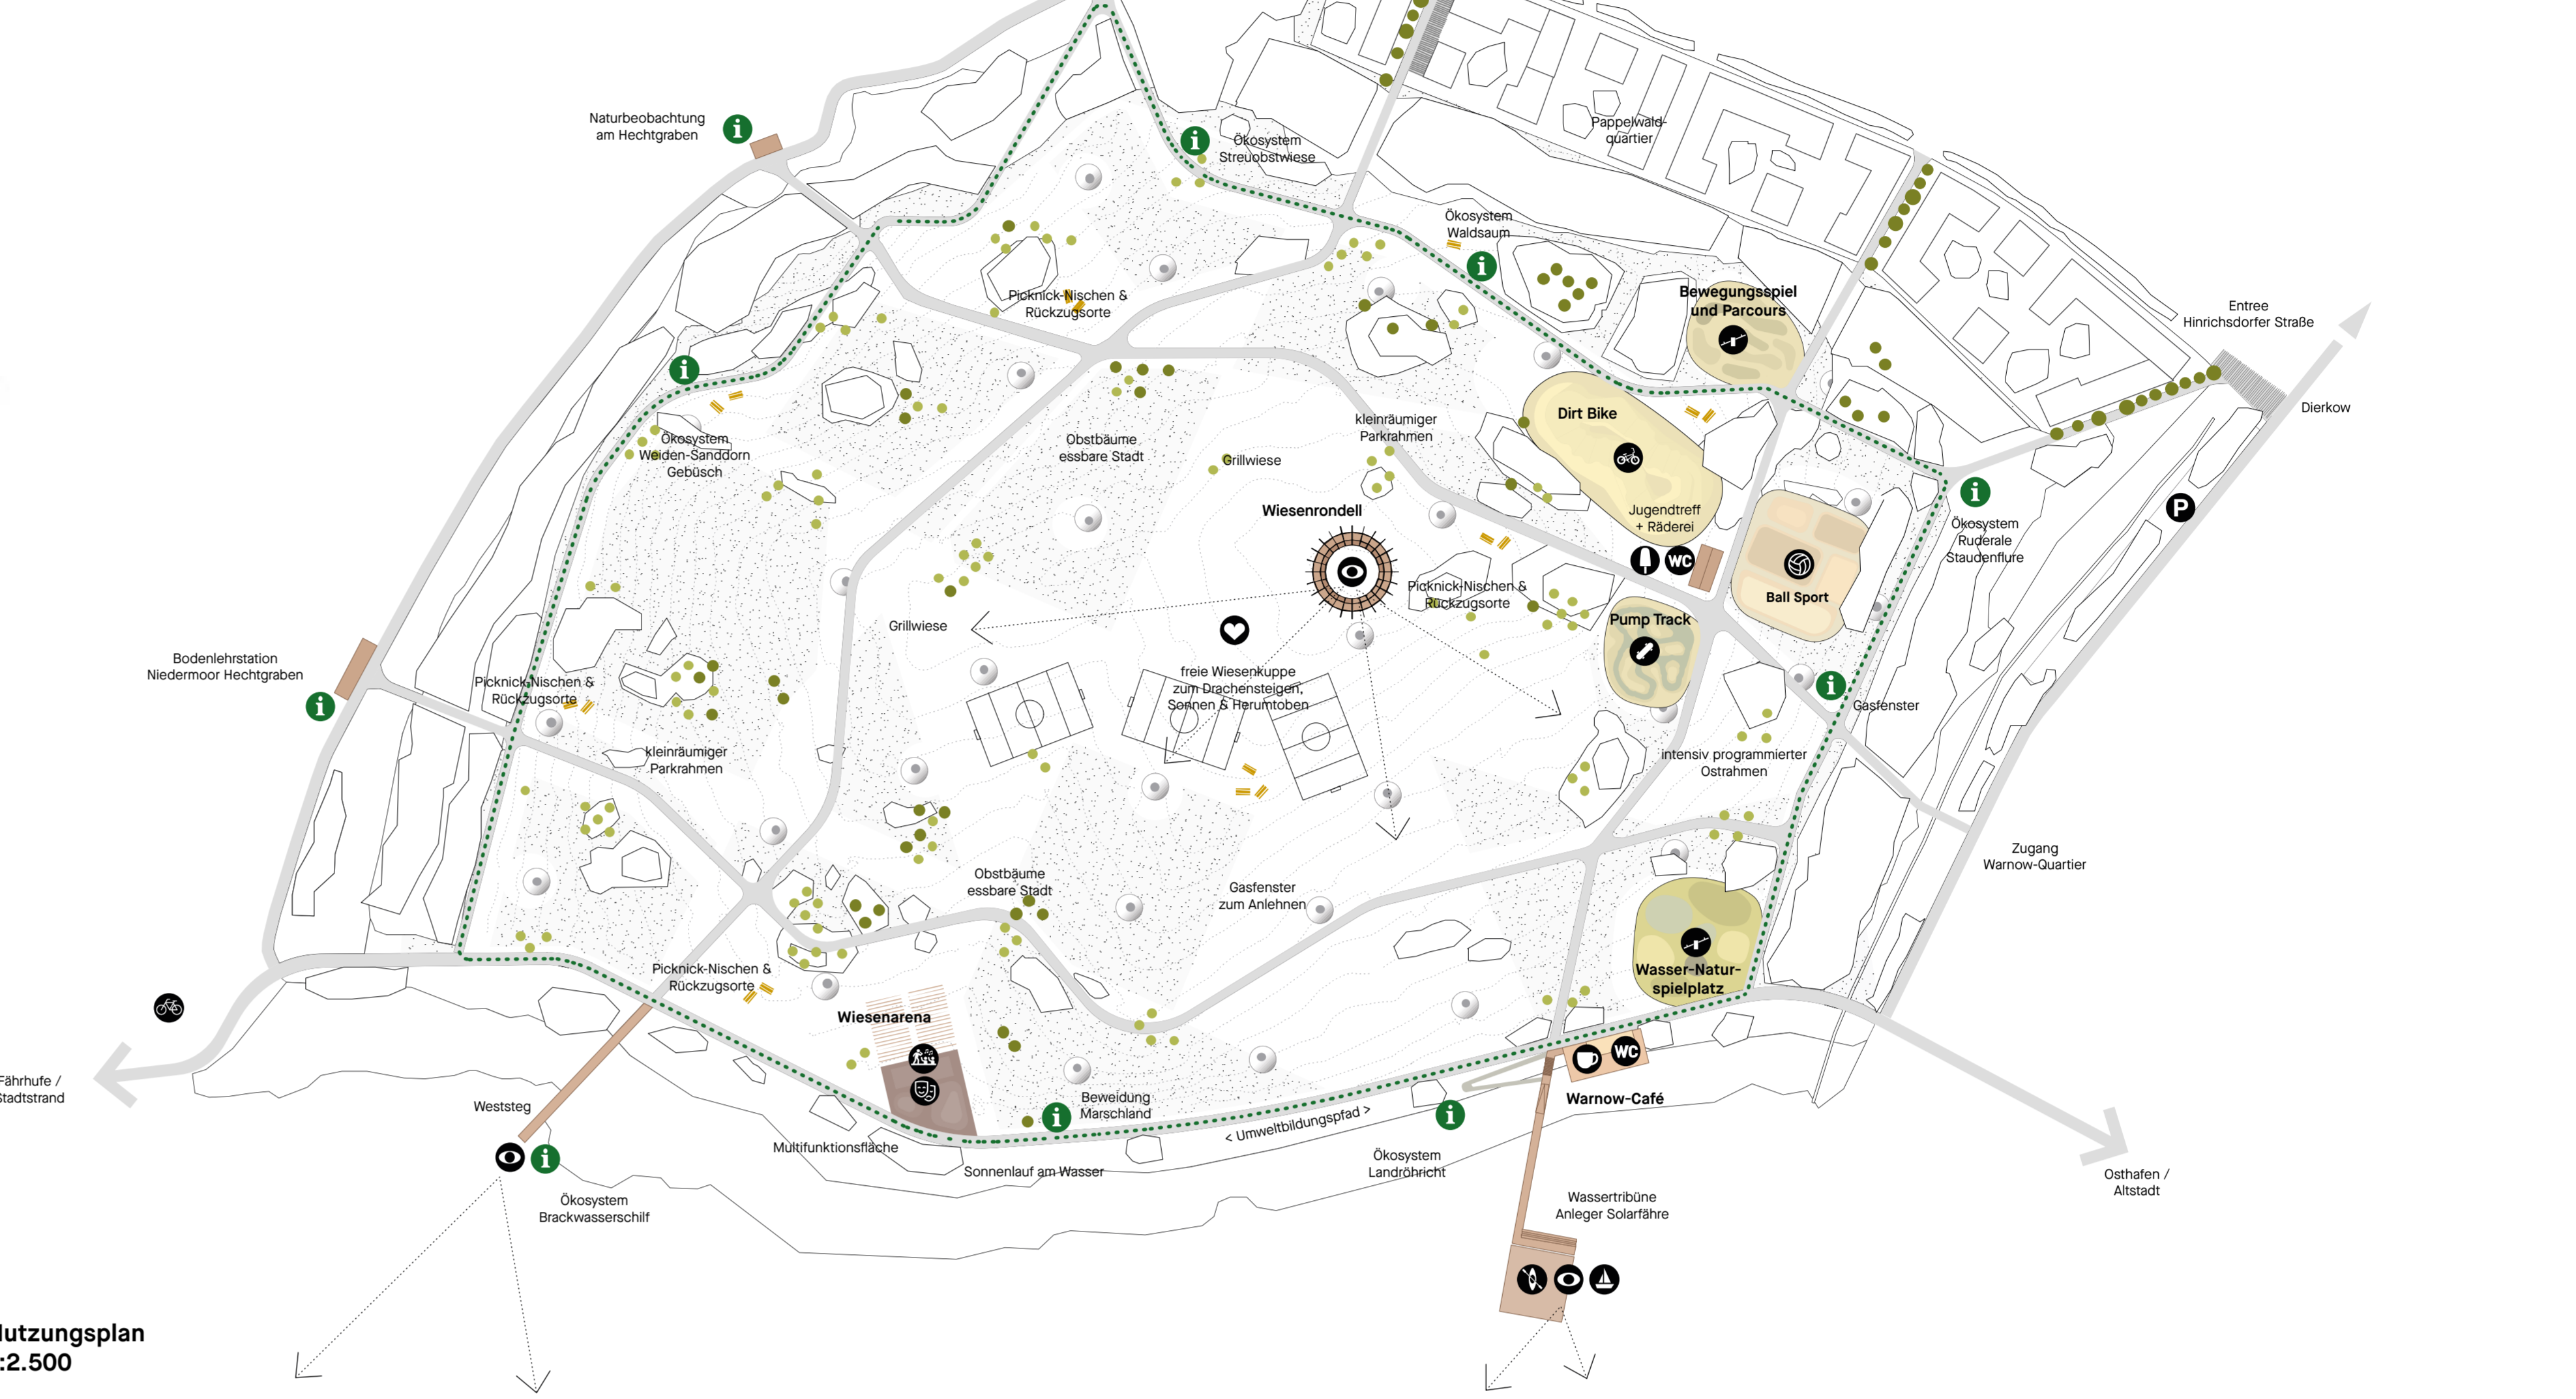 Naturbeobachtung
am Hechtgraben
Ökosystem
Streuobstwiese
Pappelwald-
quartier
Ökosystem
Waldsaum
Bewegungsspiel
und Parcours
Entree
Hinrichsdorfer Straße
Dierkow
Picknick-Nischen &
Rückzugsorte
Dirt Bike
kleinräumiger
Parkrahmen
Ökosystem
Weiden-Sanddorn
Gebüsch
Obstbäume
essbare Stadt
Grillwiese
Wiesenrondell
Jugendtreff
+ Räderei
WC
P
Ökosystem
Ruderale
Staudenflure
Ball Sport
Picknick-Nischen &
Rückzugsorte
Pump Track
Grillwiese
freie Wiesenkuppe
zum Drachensteigen,
Sonnen & Herumtoben
Bodenlehrstation
Niedermoor Hechtgraben
Picknick-Nischen &
Rückzugsorte
Gasfenster
kleinräumiger
Parkrahmen
intensiv programmierter
Ostrahmen
Zugang
Warnow-Quartier
Obstbäume
essbare Stadt
Gasfenster
zum Anlehnen
Picknick-Nischen &
Rückzugsorte
Wasser-Natur-
spielplatz
Wiesenarena
WC
Warnow-Café
Fährhufe /
Stadtstrand
Weststeg
Beweidung
Marschland
< Umweltbildungspfad >
Multifunktionsfläche
Sonnenlauf am Wasser
Ökosystem
Landröhricht
Osthafen /
Altstadt
Ökosystem
Brackwasserschilf
Wassertribüne
Anleger Solarfähre
lutzungsplan
:2.500